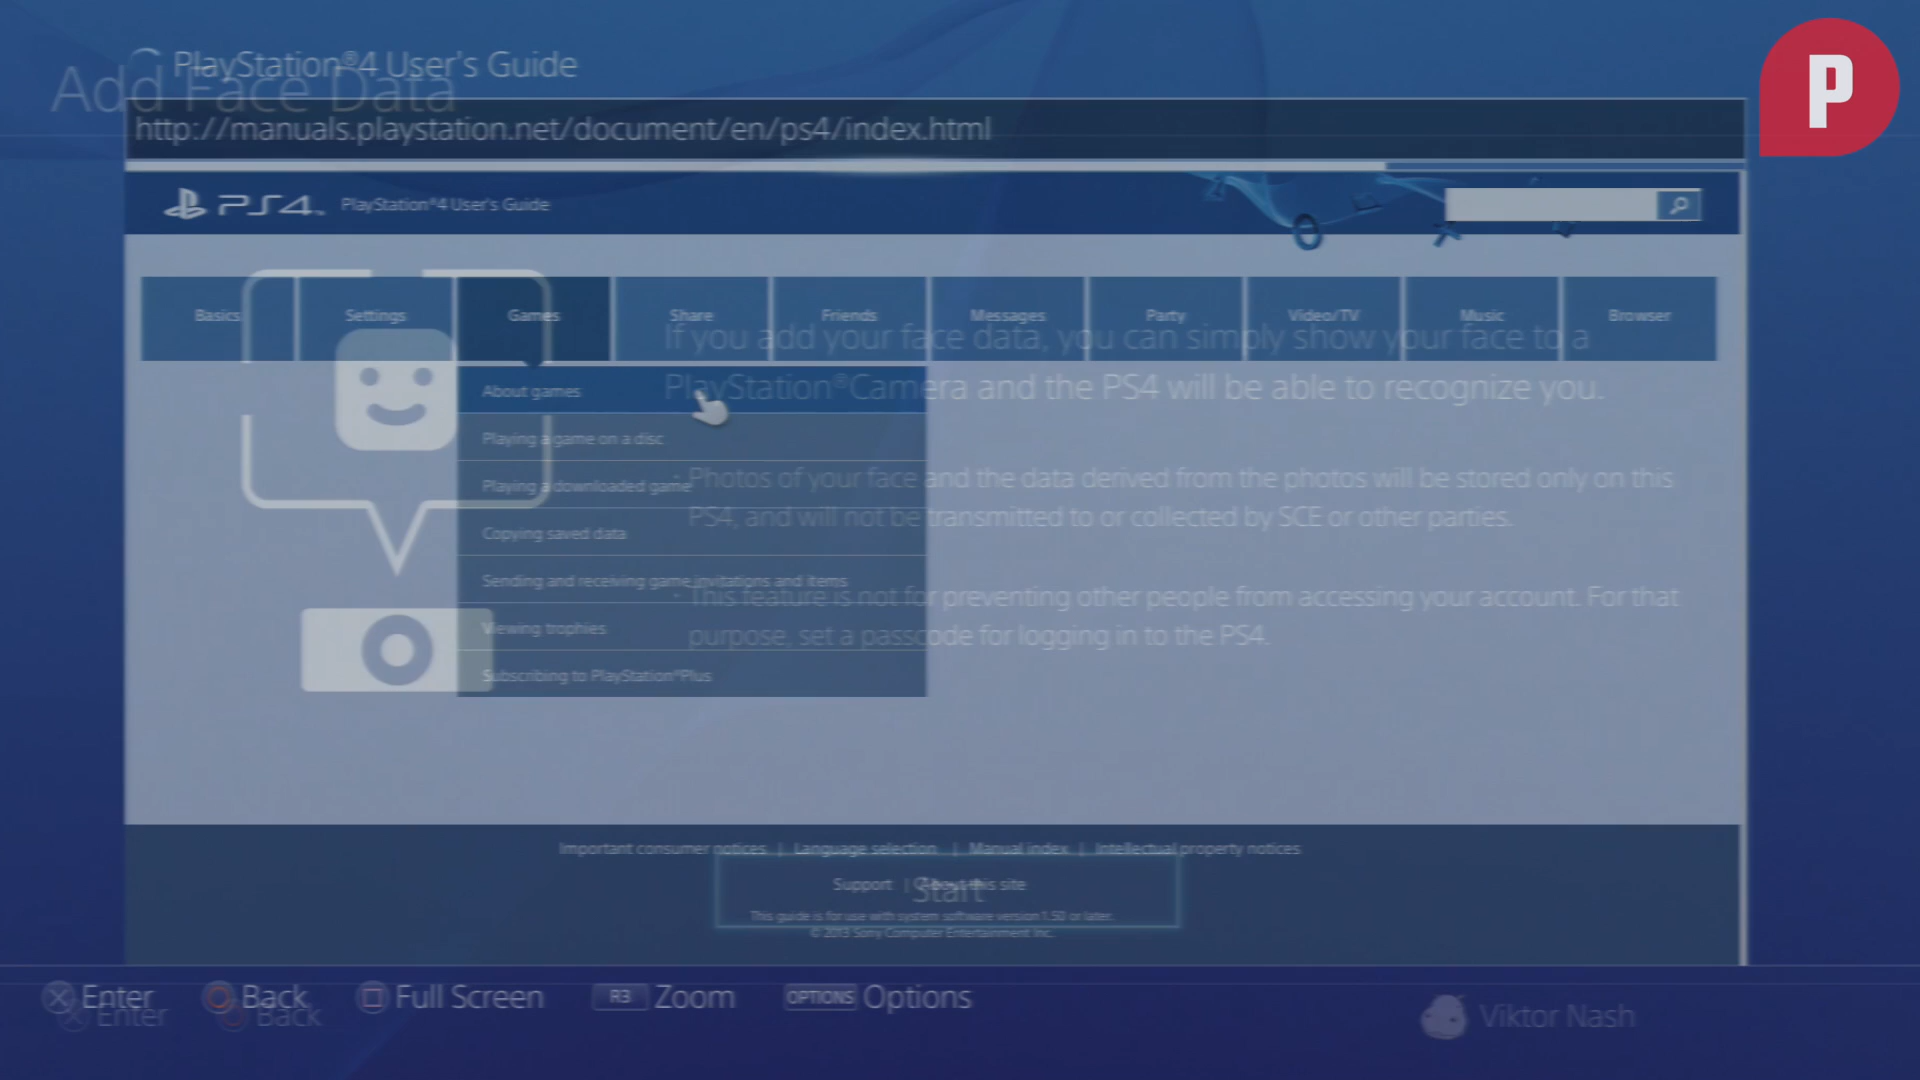 PlayStation®4 User's Guide
Add Face Data
P
http://manuals.playstation.net/document/en/ps4/index.html
PS4™ PlayStation®4 User's Guide
Basics Settings Games Share Friends Messages Party Video/TV Music Browser
About games
Playing a game on a disc
Playing a downloaded game
Copying saved data
Sending and receiving game invitations and items
Viewing trophies
Subscribing to PlayStation®Plus
If you add your face data, you can simply show your face to a
PlayStation®Camera and the PS4 will be able to recognize you.
· Photos of your face and the data derived from the photos will be stored only on this
PS4, and will not be transmitted to or collected by SCE or other parties.
· This feature is not for preventing other people from accessing your account. For that
purpose, set a passcode for logging in to the PS4.
Important consumer notices | Language selection | Manual index | Intellectual property notices
Support | About this site
Start
This guide is for use with system software version 1.50 or later.
© 2013 Sony Computer Entertainment Inc.
Enter Back Full Screen R3 Zoom OPTIONS Options
Enter Back
Viktor Nash